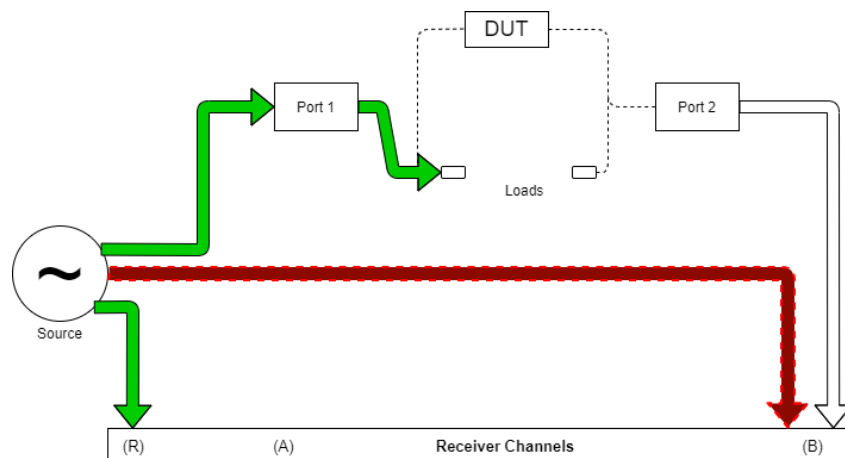 DUT
Port 1
Port 2
Loads
~
Source
(R)
(A)
Receiver Channels
(B)